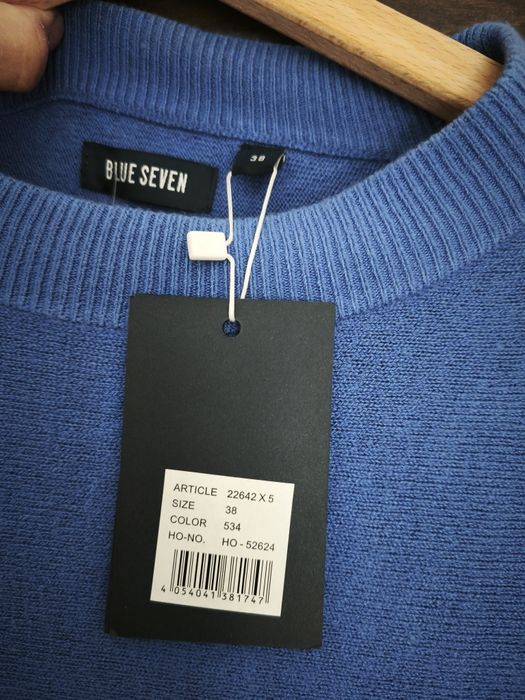 BLUE SEVEN
38
ARTICLE 22642 X 5
SIZE 38
COLOR 534
HO-NO. HO - 52624
4 054041 381747